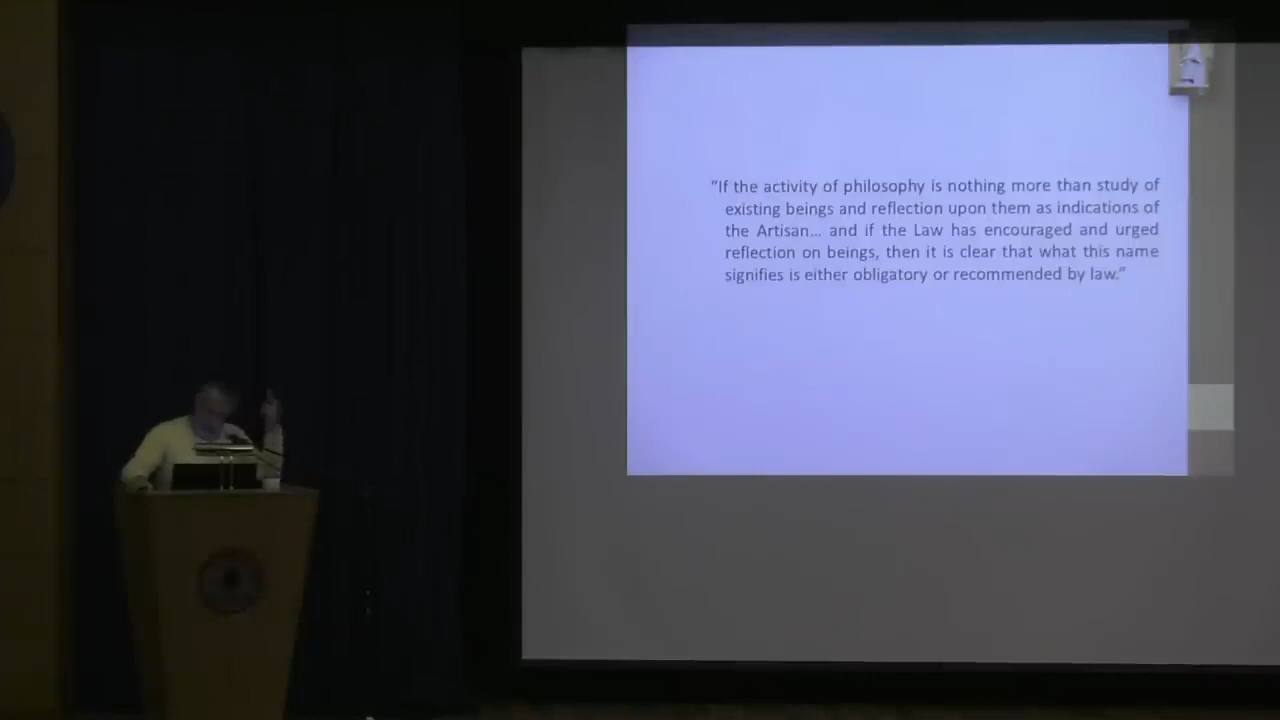 “If the activity of philosophy is nothing more than study of
existing beings and reflection upon them as indications of
the Artisan… and if the Law has encouraged and urged
reflection on beings, then it is clear that what this name
signifies is either obligatory or recommended by law.”